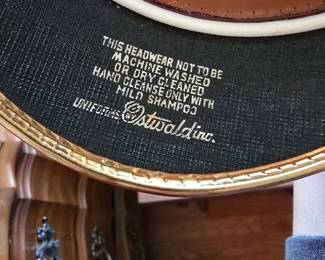 THIS HEADWEAR NOT TO BE
MACHINE WASHED
OR DRY CLEANED
HAND CLEANSE ONLY WITH
MILD SHAMPOO
UNIFORMS BY Ostwald inc.